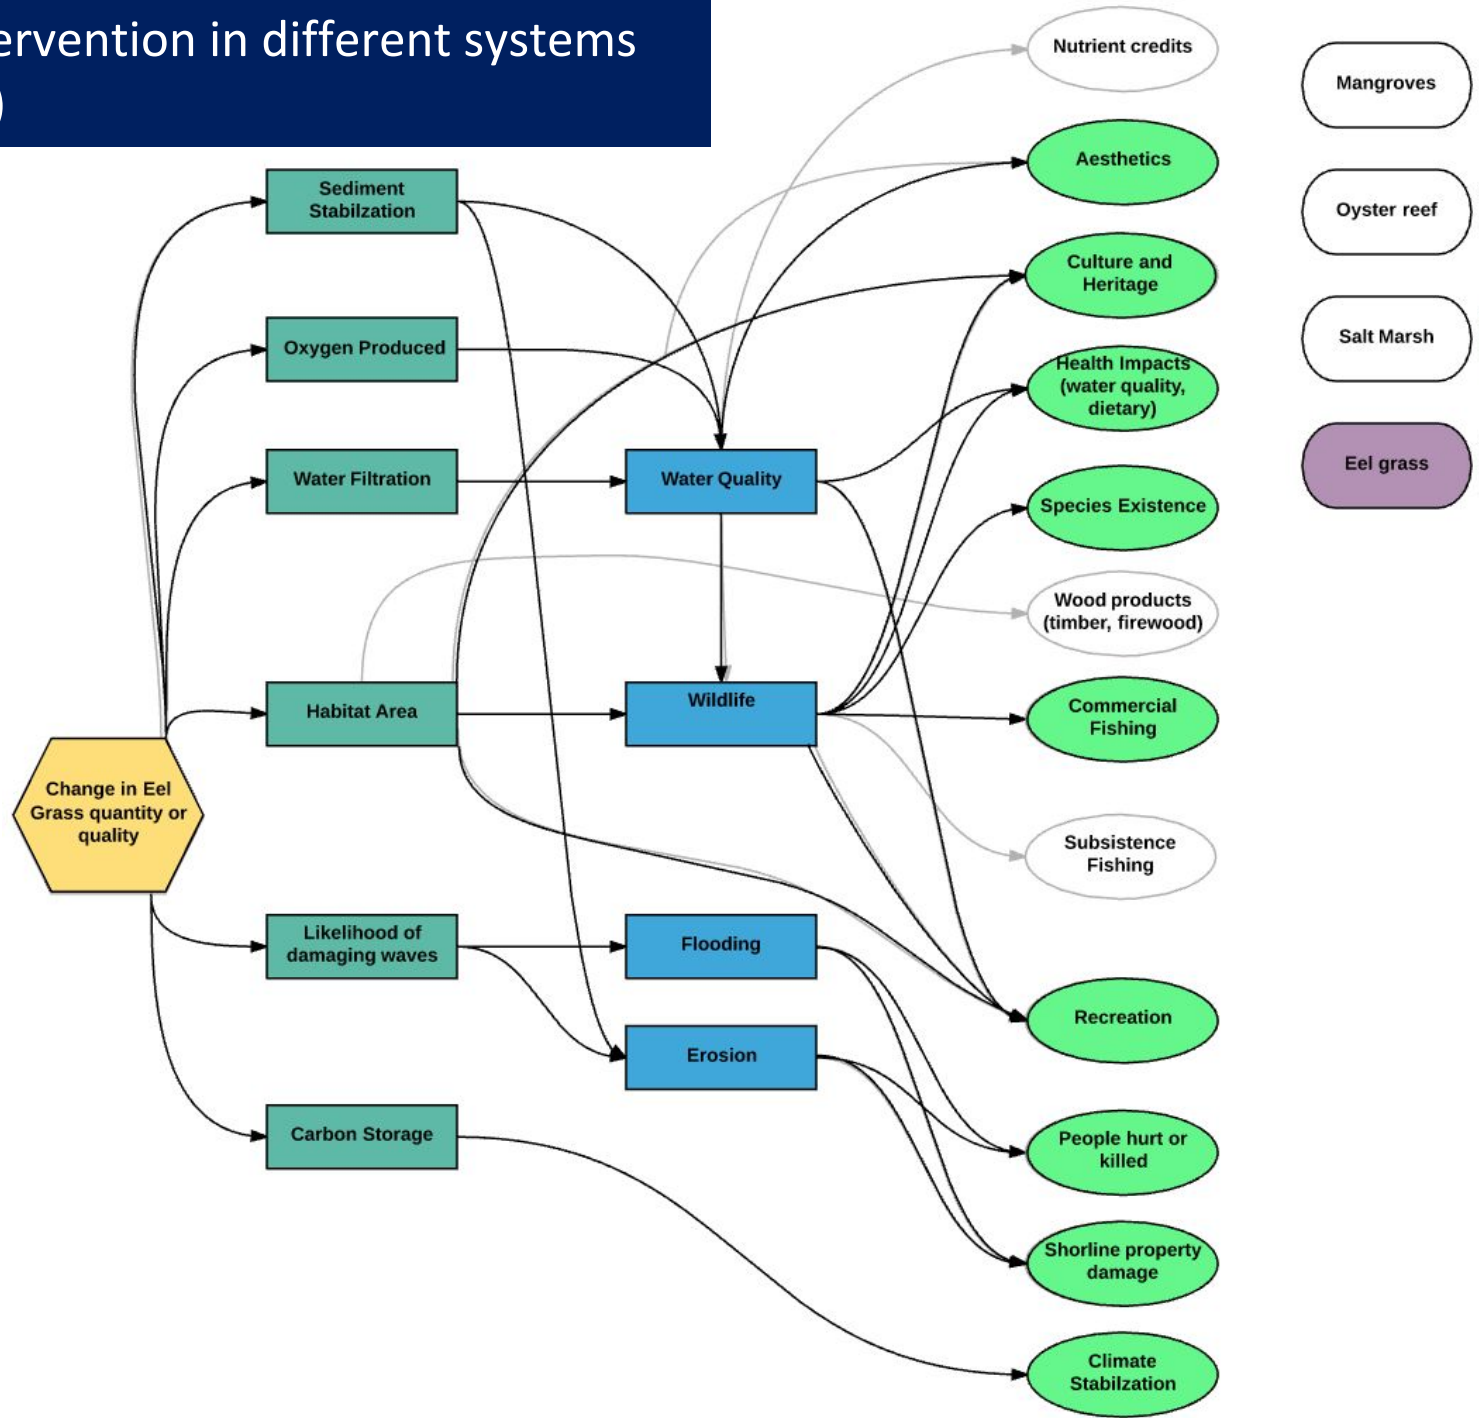 ervention in different systems
)
Nutrient credits
Aesthetics
Culture and
Heritage
Health Impacts
(water quality,
dietary)
Species Existence
Wood products
(timber, firewood)
Commercial
Fishing
Subsistence
Fishing
Recreation
People hurt or
killed
Shorline property
damage
Climate
Stabilzation
Mangroves
Oyster reef
Salt Marsh
Eel grass
Sediment
Stabilzation
Oxygen Produced
Water Filtration
Habitat Area
Likelihood of
damaging waves
Carbon Storage
Water Quality
Wildlife
Flooding
Erosion
Change in Eel
Grass quantity or
quality